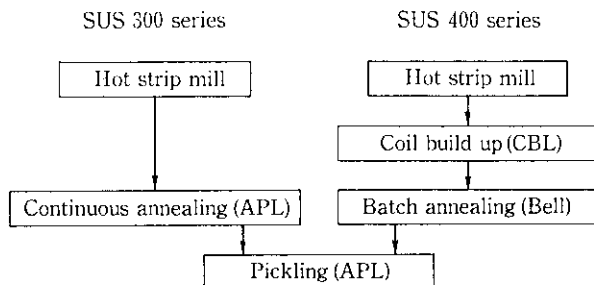 SUS 300 series
SUS 400 series
Hot strip mill
Hot strip mill
Coil build up (CBL)
Continuous annealing (APL)
Batch annealing (Bell)
Pickling (APL)